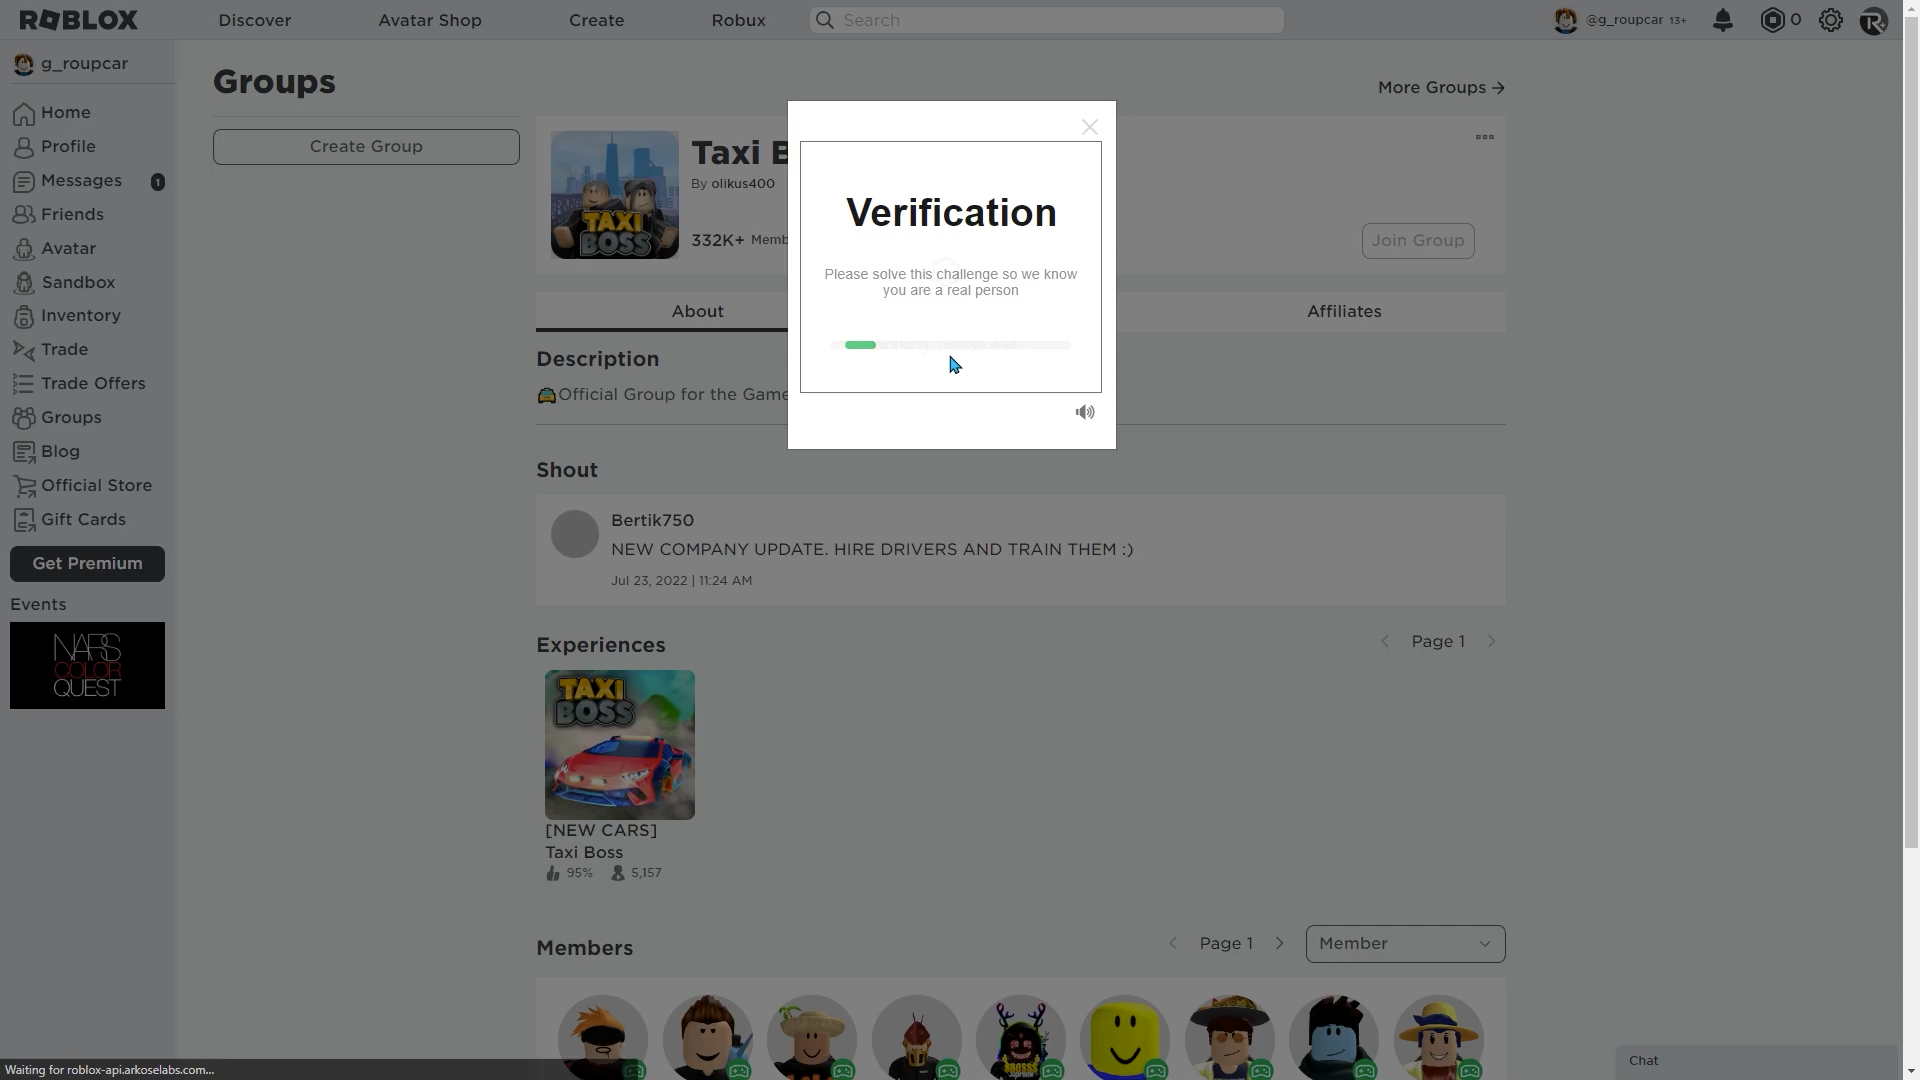 ROBLOX
Discover
Avatar Shop
Create
Robux
Search
@g_roupcar 13+
0
g_roupcar
Home
Profile
Messages 1
Friends
Avatar
Sandbox
Inventory
Trade
Trade Offers
Groups
Blog
Official Store
Gift Cards
Get Premium
Events
NARS
COLOR
QUEST
Groups
More Groups →
Create Group
TAXI
BOSS
Taxi B
By olikus400
332K+ Memb
Join Group
Verification
Please solve this challenge so we know
you are a real person
About
Affiliates
Description
Official Group for the Game
Shout
Bertik750
NEW COMPANY UPDATE. HIRE DRIVERS AND TRAIN THEM :)
Jul 23, 2022 | 11:24 AM
Experiences
Page 1
TAXI
BOSS
[NEW CARS]
Taxi Boss
95% 5,157
Members
Page 1
Member
Chat
Waiting for roblox-api.arkoselabs.com...